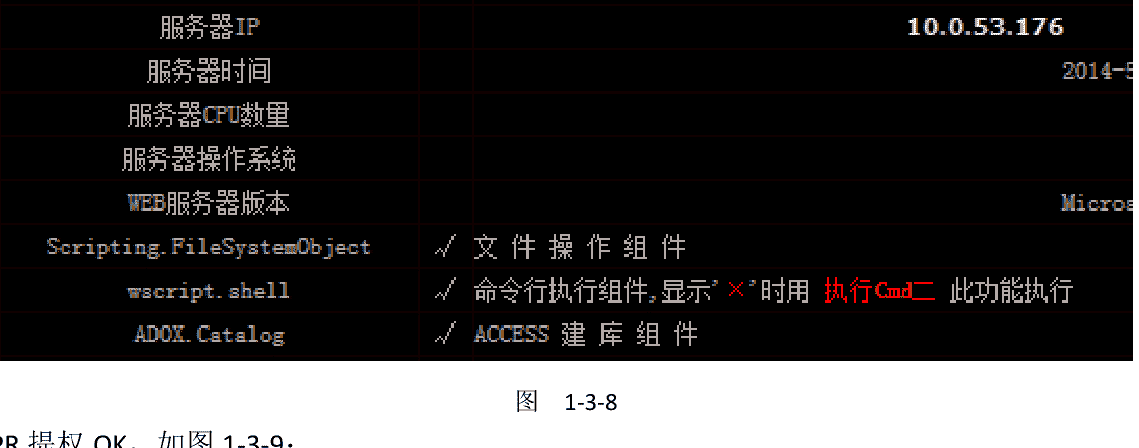 服务器IP 10.0.53.176
服务器时间 2014-5
服务器CPU数量
服务器操作系统
WEB服务器版本 Micros
Scripting.FileSystemObject √ 文 件 操 作 组 件
wscript.shell √ 命令行执行组件,显示'×'时用 执行Cmd二 此功能执行
ADOX.Catalog √ ACCESS 建 库 组 件
图 1-3-8
PR 提权 OK，如图 1-3-9：